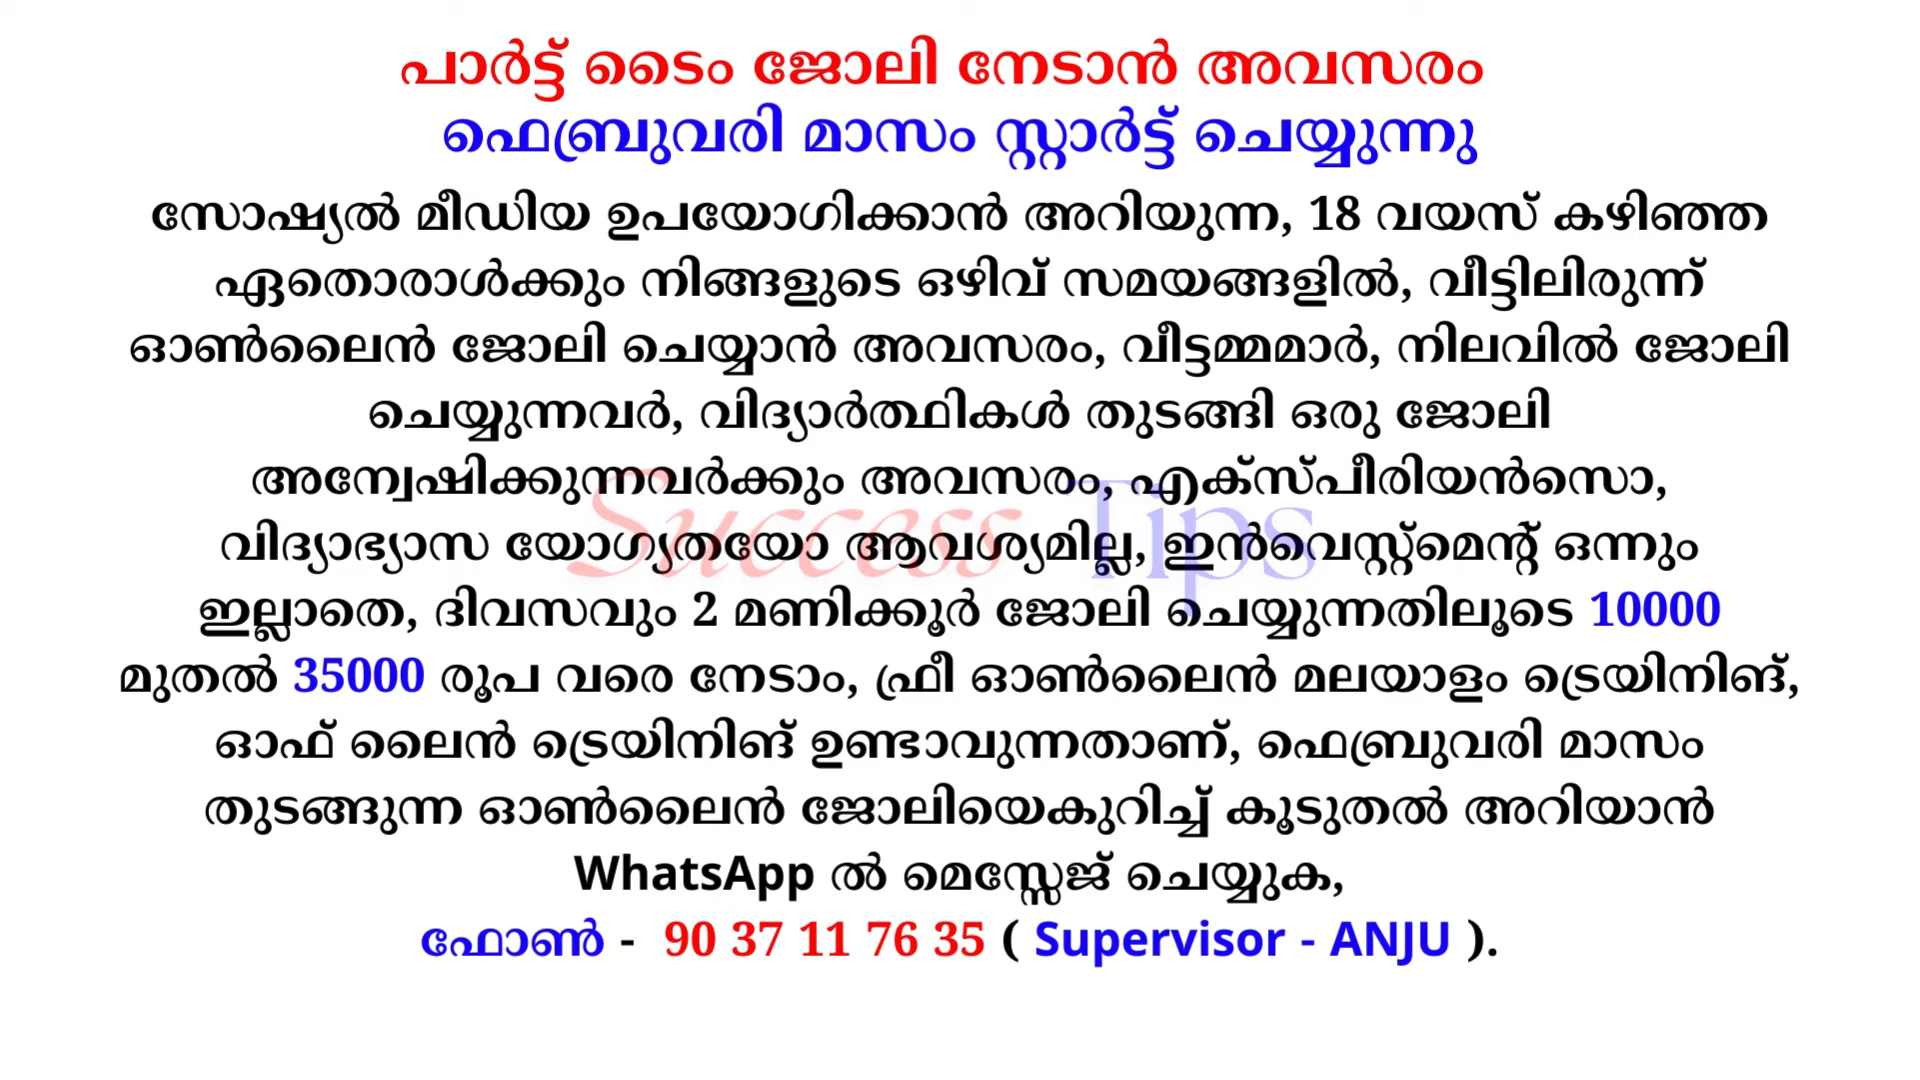 പാർട്ട് ടൈം ജോലി നേടാൻ അവസരം
ഫെബ്രുവരി മാസം സ്റ്റാർട്ട് ചെയ്യുന്നു
സോഷ്യൽ മീഡിയ ഉപയോഗിക്കാൻ അറിയുന്ന, 18 വയസ് കഴിഞ്ഞ
ഏതൊരാൾക്കും നിങ്ങളുടെ ഒഴിവ് സമയങ്ങളിൽ, വീട്ടിലിരുന്ന്
ഓൺലൈൻ ജോലി ചെയ്യാൻ അവസരം, വീട്ടമ്മമാർ, നിലവിൽ ജോലി
ചെയ്യുന്നവർ, വിദ്യാർത്ഥികൾ തുടങ്ങി ഒരു ജോലി
അന്വേഷിക്കുന്നവർക്കും അവസരം, എക്സ്പീരിയൻസൊ,
വിദ്യാഭ്യാസ യോഗ്യതയോ ആവശ്യമില്ല, ഇൻവെസ്റ്റ്മെന്റ് ഒന്നും
ഇല്ലാതെ, ദിവസവും 2 മണിക്കൂർ ജോലി ചെയ്യുന്നതിലൂടെ 10000
മുതൽ 35000 രൂപ വരെ നേടാം, ഫ്രീ ഓൺലൈൻ മലയാളം ട്രെയിനിങ്,
ഓഫ് ലൈൻ ട്രെയിനിങ് ഉണ്ടാവുന്നതാണ്, ഫെബ്രുവരി മാസം
തുടങ്ങുന്ന ഓൺലൈൻ ജോലിയെകുറിച്ച് കൂടുതൽ അറിയാൻ
WhatsApp ൽ മെസ്സേജ് ചെയ്യുക,
ഫോൺ - 90 37 11 76 35 ( Supervisor - ANJU ).
Success Tips